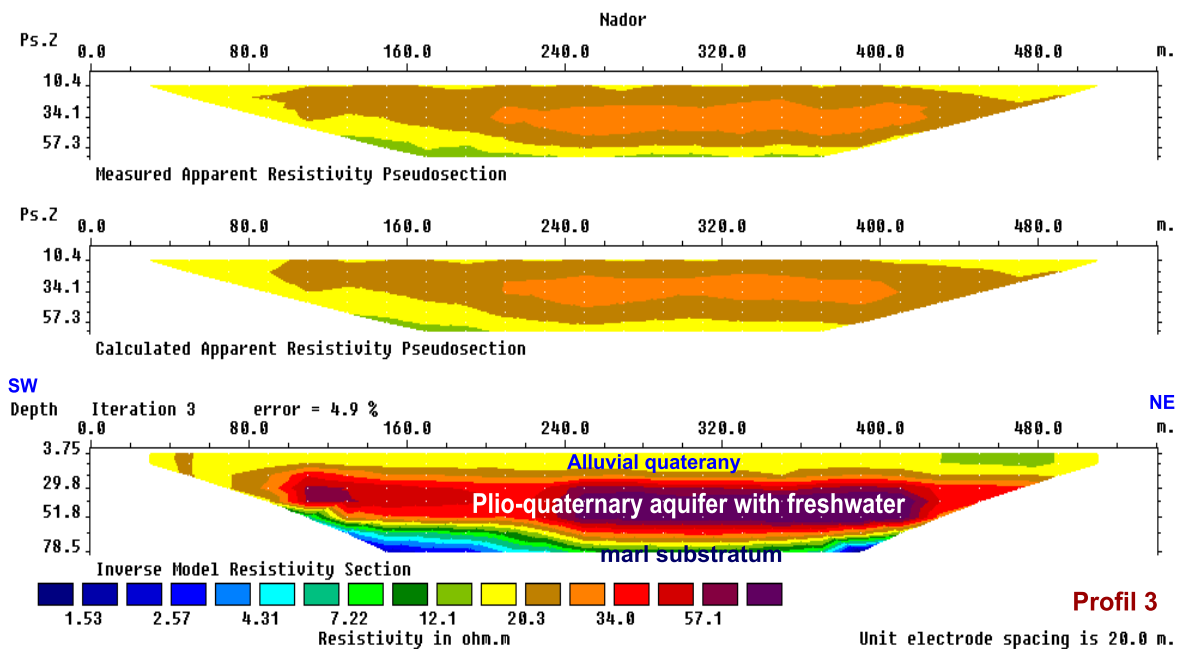 Nador
Ps.Z 0.0 80.0 160.0 240.0 320.0 400.0 480.0 m.
10.4
34.1
57.3
Measured Apparent Resistivity Pseudosection
Ps.Z 0.0 80.0 160.0 240.0 320.0 400.0 480.0 m.
10.4
34.1
57.3
Calculated Apparent Resistivity Pseudosection
SW
NE
Depth Iteration 3 error = 4.9 %
0.0 80.0 160.0 240.0 320.0 400.0 480.0 m.
3.75
Alluvial quaterany
29.8
Plio-quaternary aquifer with freshwater
51.8
78.5
marl substratum
Inverse Model Resistivity Section
1.53 2.57 4.31 7.22 12.1 20.3 34.0 57.1
Profil 3
Resistivity in ohm.m
Unit electrode spacing is 20.0 m.